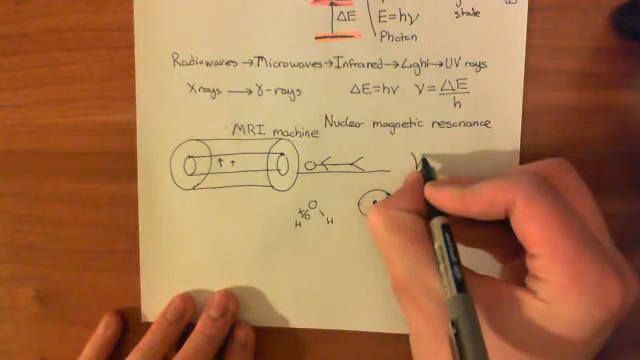 ΔE
E=hν
state
Photon
Radiowaves → Microwaves → Infrared → Light → UV rays
Xrays → γ-rays ΔE=hν ν=ΔE/h
Nuclear magnetic resonance
MRI machine
O
H H